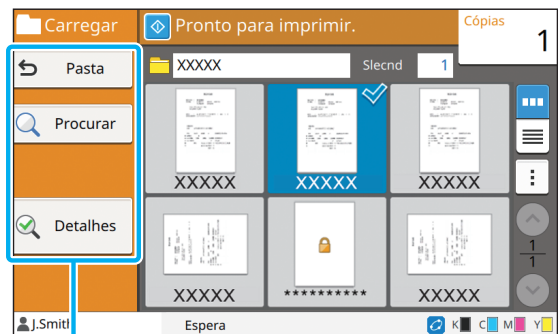 Carregar
Pronto para imprimir.
Cópias
1
Pasta
XXXXX
Slecnd 1
Procurar
XXXXX XXXXX XXXXX
Detalhes
1
1
XXXXX ********** XXXXX
J.Smith
Espera
K C M Y